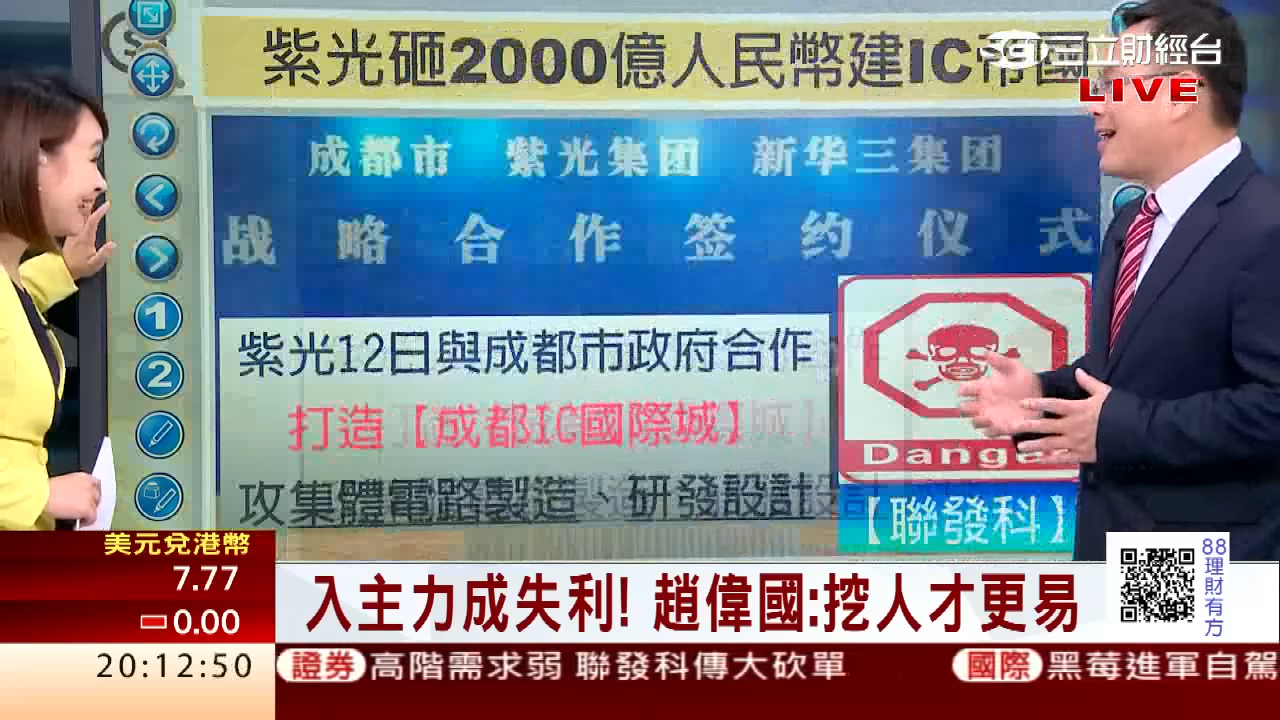 紫光砸2000億人民幣建IC帝國
三立財經台
LIVE
成都市 紫光集团 新华三集团
战略合作签约仪式
紫光12日與成都市政府合作
打造【成都IC國際城】
攻集體電路製造、研發設計
Dange
【聯發科】
1
2
美元兌港幣
7.77
0.00
入主力成失利! 趙偉國:挖人才更易
88理財有方
20:12:50
證券 高階需求弱 聯發科傳大砍單
國際 黑莓進軍自駕